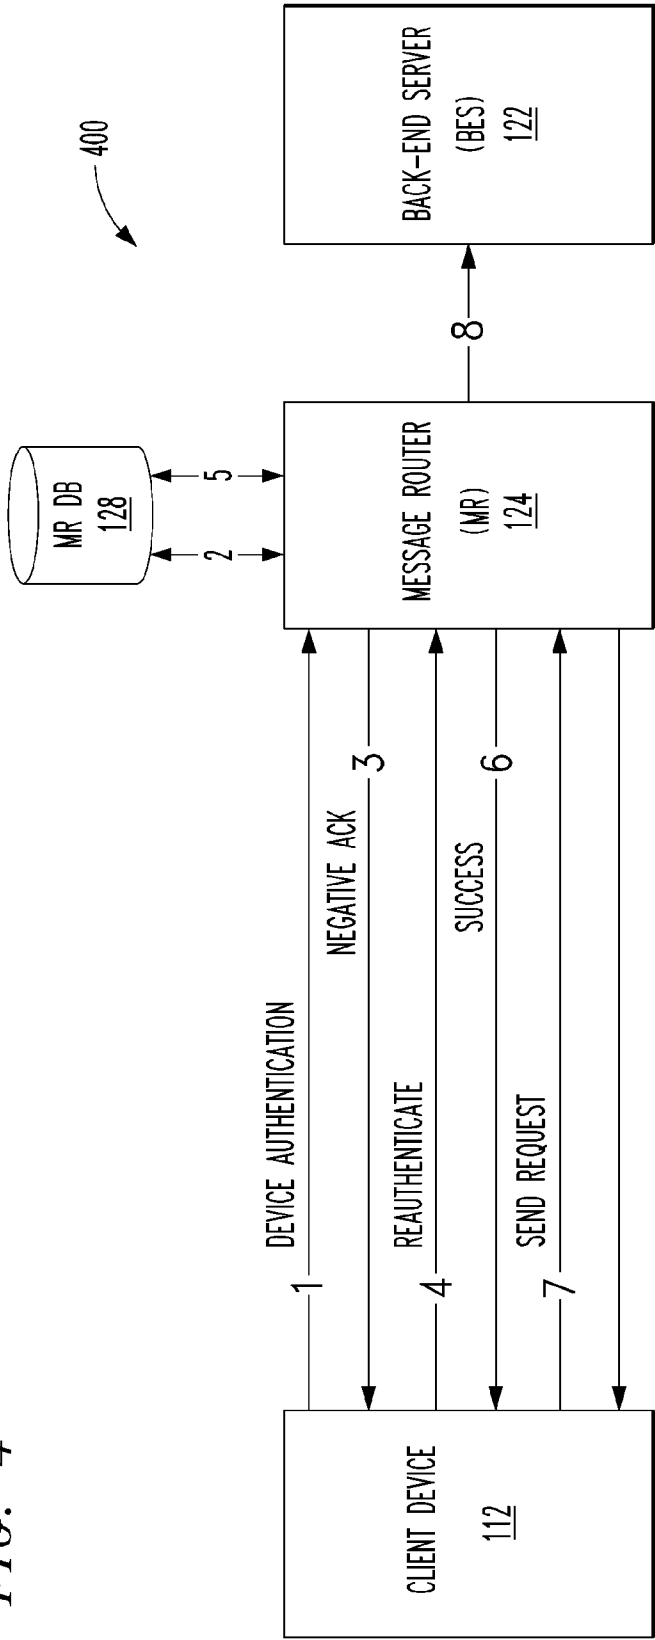 FIG. 4
400
MR DB
128
2
5
CLIENT DEVICE
112
1
DEVICE AUTHENTICATION
NEGATIVE ACK
3
REAUTHENTICATE
4
SUCCESS
6
SEND REQUEST
7
MESSAGE ROUTER
(MR)
124
8
BACK-END SERVER
(BES)
122